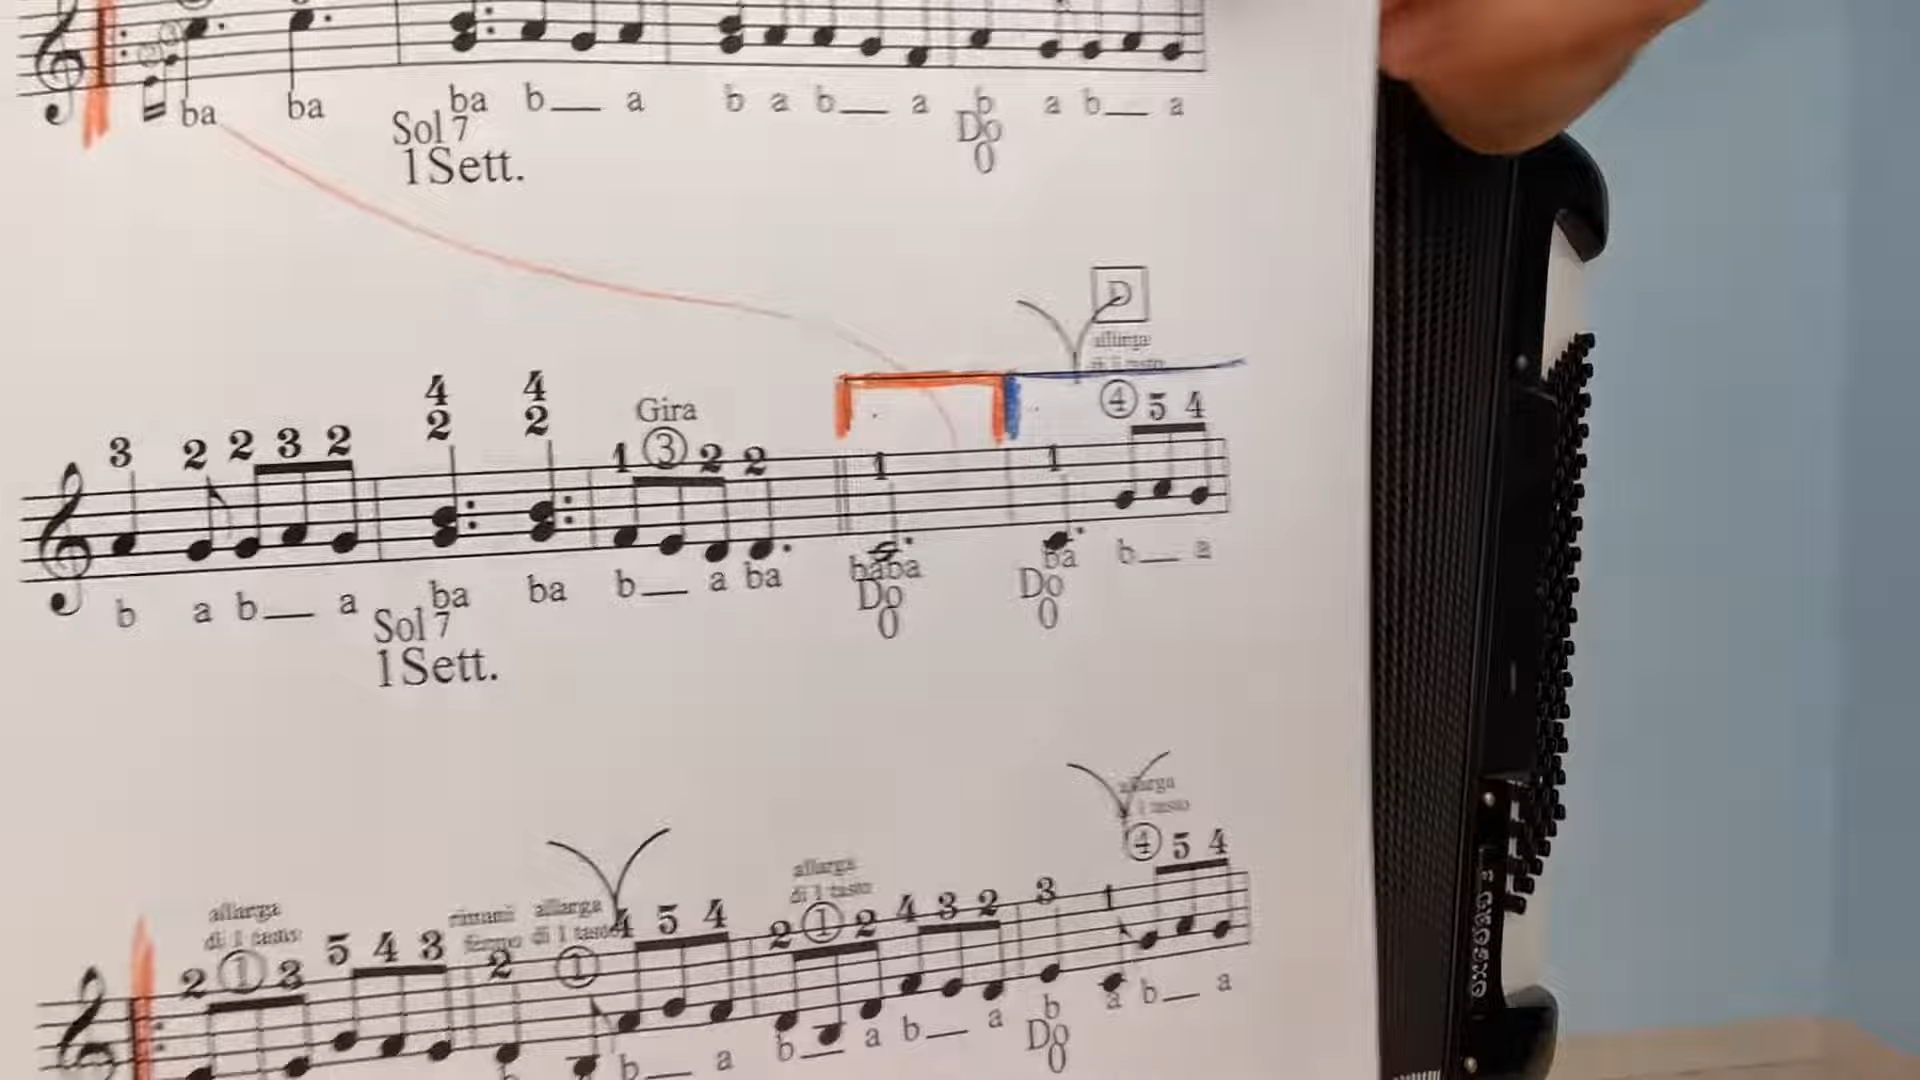 ba ba ba b__ a b a b__ a b a b__ a
Sol 7 Do
1Sett. 0
D
allarga
di 1 tasto
4 4 4 5 4
3 2 2 3 2 2 2 Gira
1 3 2 2 1 1
b a b__ a ba ba b__ a ba baba ba b__ a
Sol 7 Do Do
1Sett. 0 0
allarga
1 tasto
4 5 4
allarga rimani allarga allarga
di 1 tasto fermo di 1 tasto di 1 tasto
2 1 3 5 4 3 2 1 4 5 4 2 1 2 4 3 2 3 1
b__ a b__ a b__ a b a b__ a
Do
0